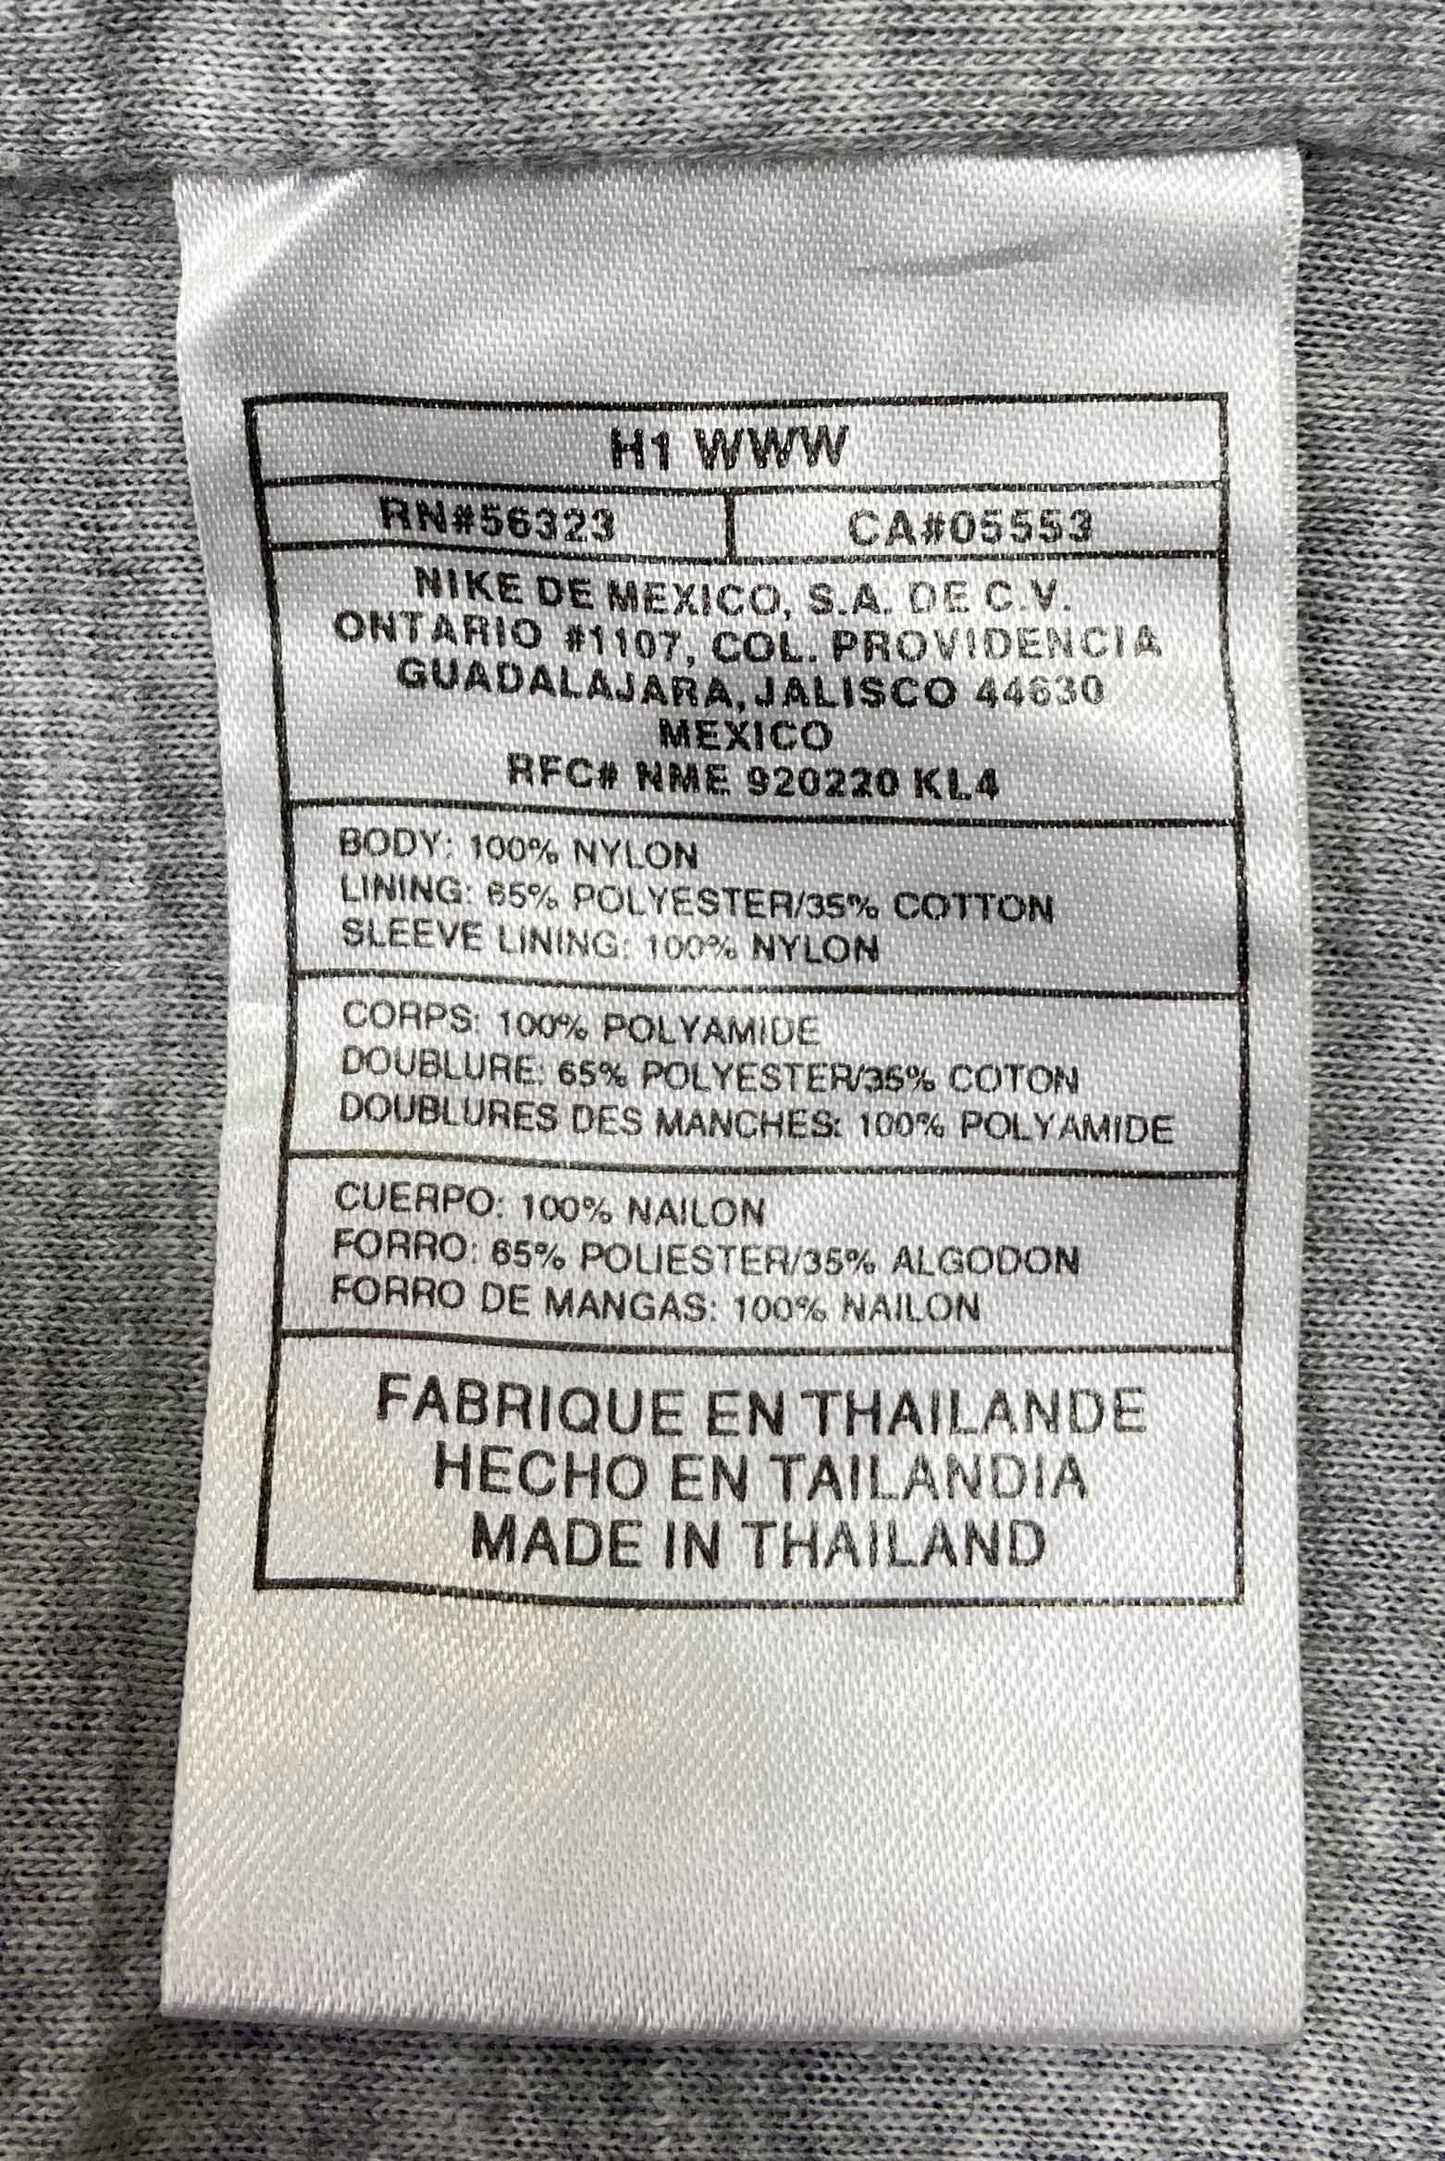 H1 WWW
RN#56323 CA#05553
NIKE DE MEXICO, S.A. DE C.V.
ONTARIO #1107, COL. PROVIDENCIA
GUADALAJARA, JALISCO 44630
MEXICO
RFC# NME 920220 KL4
BODY: 100% NYLON
LINING: 65% POLYESTER/35% COTTON
SLEEVE LINING: 100% NYLON
CORPS: 100% POLYAMIDE
DOUBLURE: 65% POLYESTER/35% COTON
DOUBLURES DES MANCHES: 100% POLYAMIDE
CUERPO: 100% NAILON
FORRO: 65% POLIESTER/35% ALGODON
FORRO DE MANGAS: 100% NAILON
FABRIQUE EN THAILANDE
HECHO EN TAILANDIA
MADE IN THAILAND